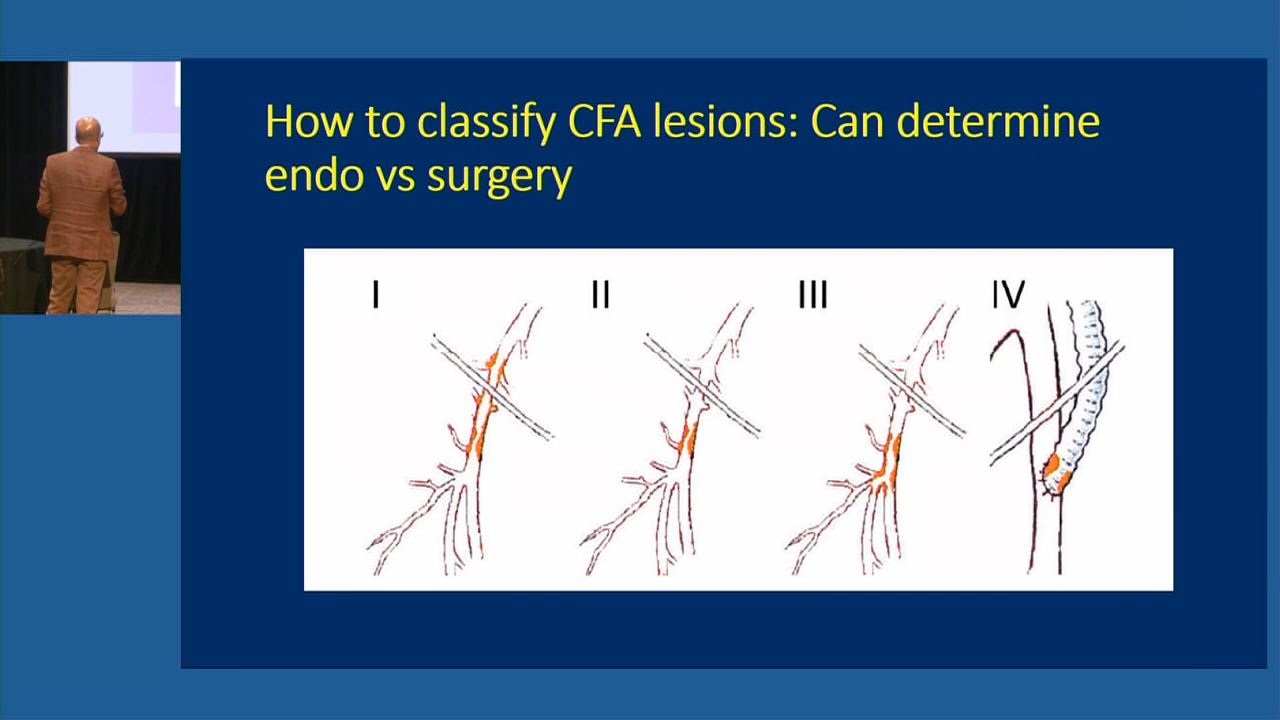 How to classify CFA lesions: Can determine
endo vs surgery
I II III IV